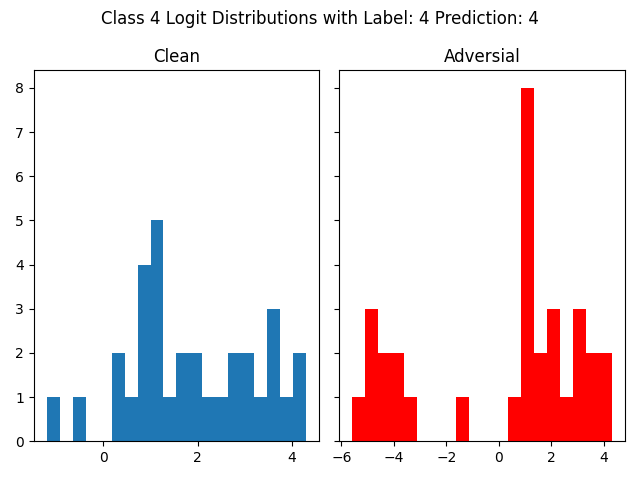 Class 4 Logit Distributions with Label: 4 Prediction: 4
Clean
Adversial
8
7
6
5
4
3
2
1
0
0 2 4
−6 −4 −2 0 2 4